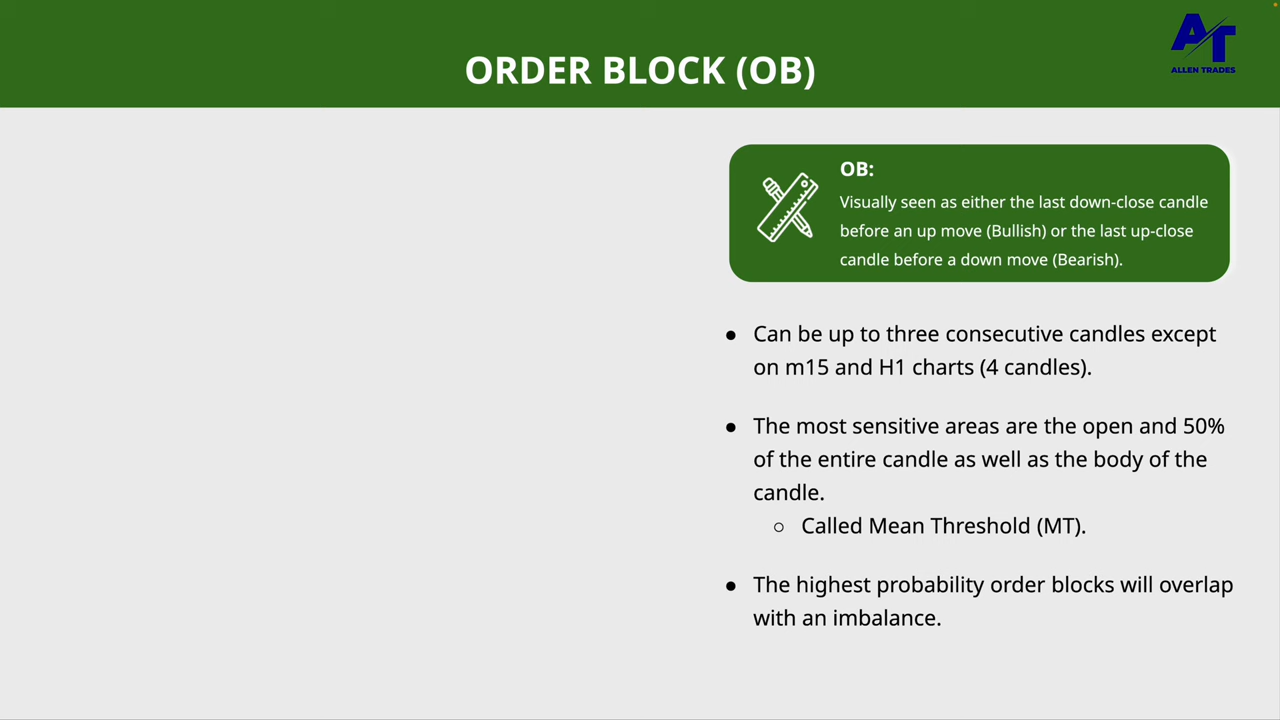 AT
ALLEN TRADES
ORDER BLOCK (OB)
OB:
Visually seen as either the last down-close candle
before an up move (Bullish) or the last up-close
candle before a down move (Bearish).
● Can be up to three consecutive candles except
on m15 and H1 charts (4 candles).
● The most sensitive areas are the open and 50%
of the entire candle as well as the body of the
candle.
○ Called Mean Threshold (MT).
● The highest probability order blocks will overlap
with an imbalance.